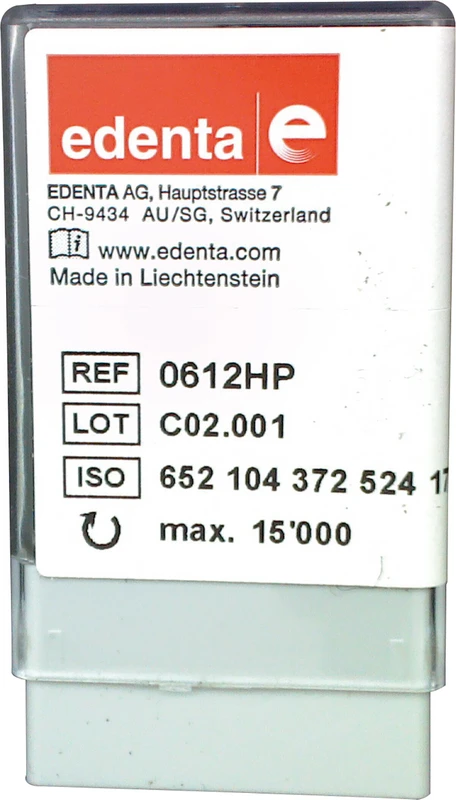 edenta e
EDENTA AG, Hauptstrasse 7
CH-9434 AU/SG, Switzerland
i www.edenta.com
Made in Liechtenstein
REF 0612HP
LOT C02.001
ISO 652 104 372 524 17
max. 15'000